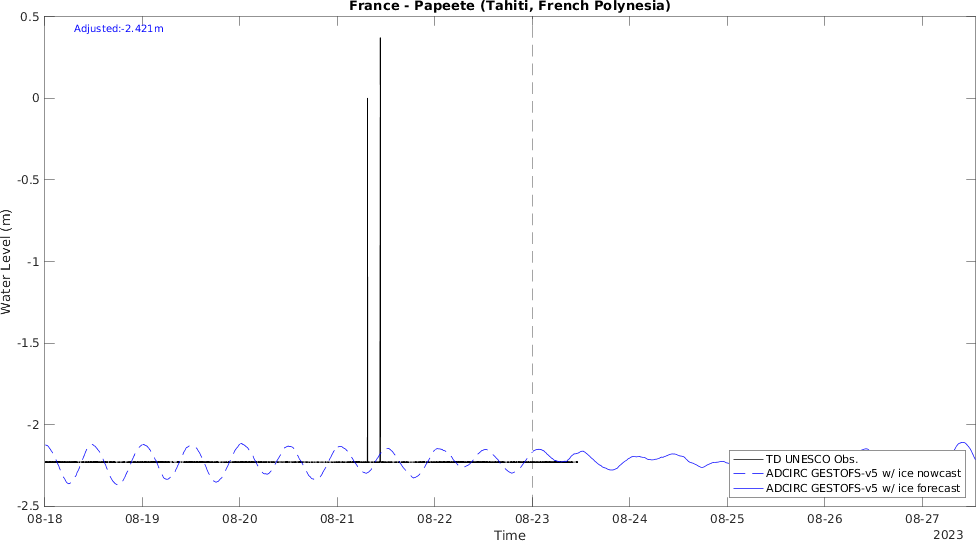 France - Papeete (Tahiti, French Polynesia)
Adjusted:-2.421m
0.5
0
-0.5
-1
-1.5
-2
-2.5
Water Level (m)
TD UNESCO Obs.
ADCIRC GESTOFS-v5 w/ ice nowcast
ADCIRC GESTOFS-v5 w/ ice forecast
08-18 08-19 08-20 08-21 08-22 08-23 08-24 08-25 08-26 08-27
Time
2023